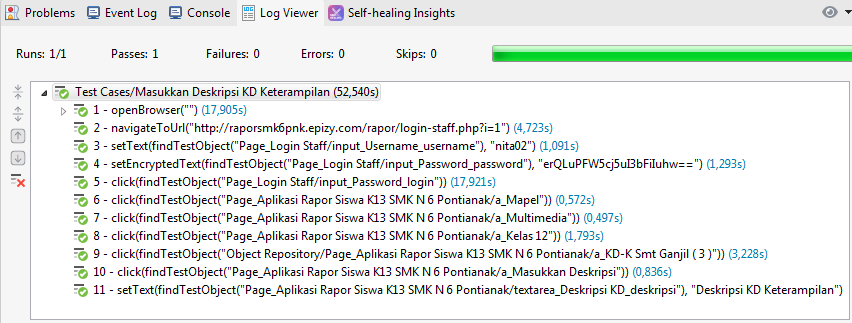 Problems Event Log Console Log Viewer Self-healing Insights
Runs: 1/1 Passes: 1 Failures: 0 Errors: 0 Skips: 0
Test Cases/Masukkan Deskripsi KD Keterampilan (52,540s)
1 - openBrowser("") (17,905s)
2 - navigateToUrl("http://raporsmk6pnk.epizy.com/rapor/login-staff.php?i=1") (4,723s)
3 - setText(findTestObject("Page_Login Staff/input_Username_username"), "nita02") (1,091s)
4 - setEncryptedText(findTestObject("Page_Login Staff/input_Password_password"), "erQLuPFW5cj5uI3bFiIuhw==") (1,293s)
5 - click(findTestObject("Page_Login Staff/input_Password_login")) (17,921s)
6 - click(findTestObject("Page_Aplikasi Rapor Siswa K13 SMK N 6 Pontianak/a_Mapel")) (0,572s)
7 - click(findTestObject("Page_Aplikasi Rapor Siswa K13 SMK N 6 Pontianak/a_Multimedia")) (0,497s)
8 - click(findTestObject("Page_Aplikasi Rapor Siswa K13 SMK N 6 Pontianak/a_Kelas 12")) (1,793s)
9 - click(findTestObject("Object Repository/Page_Aplikasi Rapor Siswa K13 SMK N 6 Pontianak/a_KD-K Smt Ganjil ( 3 )")) (3,228s)
10 - click(findTestObject("Page_Aplikasi Rapor Siswa K13 SMK N 6 Pontianak/a_Masukkan Deskripsi")) (0,836s)
11 - setText(findTestObject("Page_Aplikasi Rapor Siswa K13 SMK N 6 Pontianak/textarea_Deskripsi KD_deskripsi"), "Deskripsi KD Keterampilan")